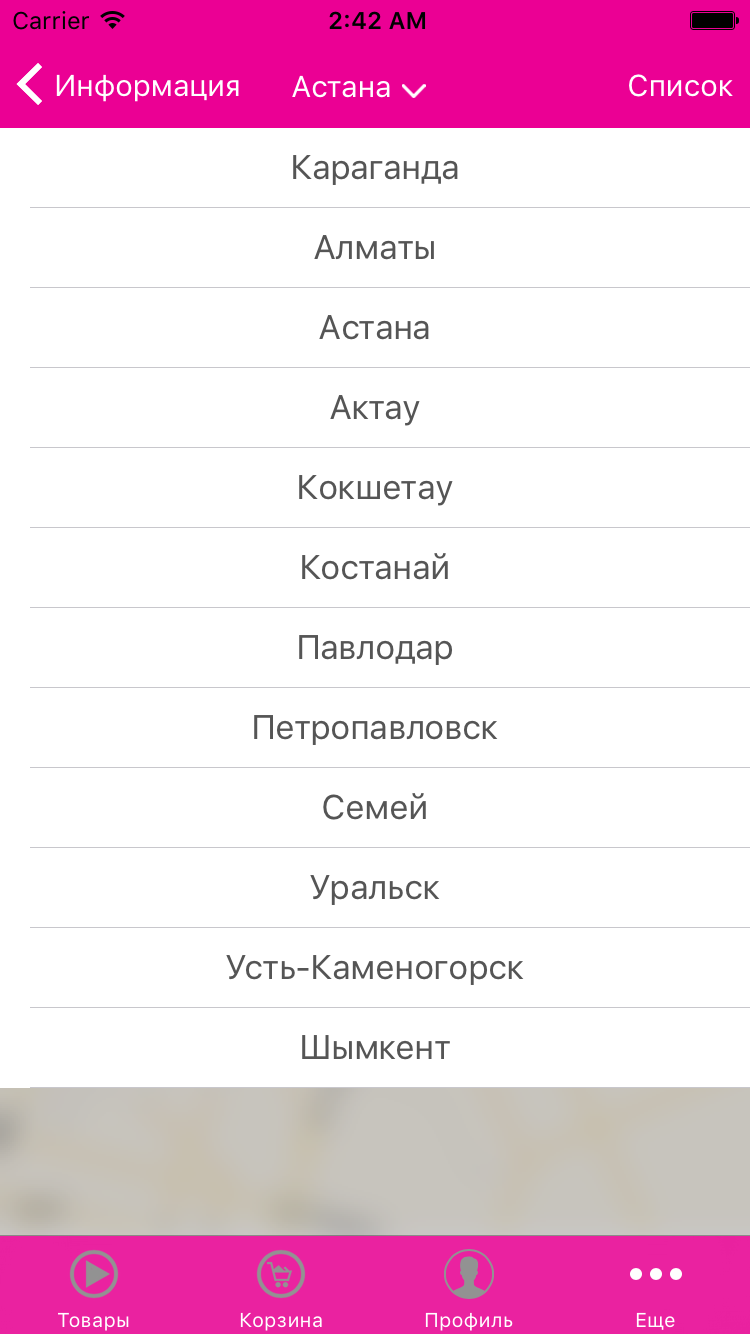 Carrier 2:42 AM
Информация Астана Список
Караганда
Алматы
Астана
Актау
Кокшетау
Костанай
Павлодар
Петропавловск
Семей
Уральск
Усть-Каменогорск
Шымкент
Товары Корзина Профиль Еще